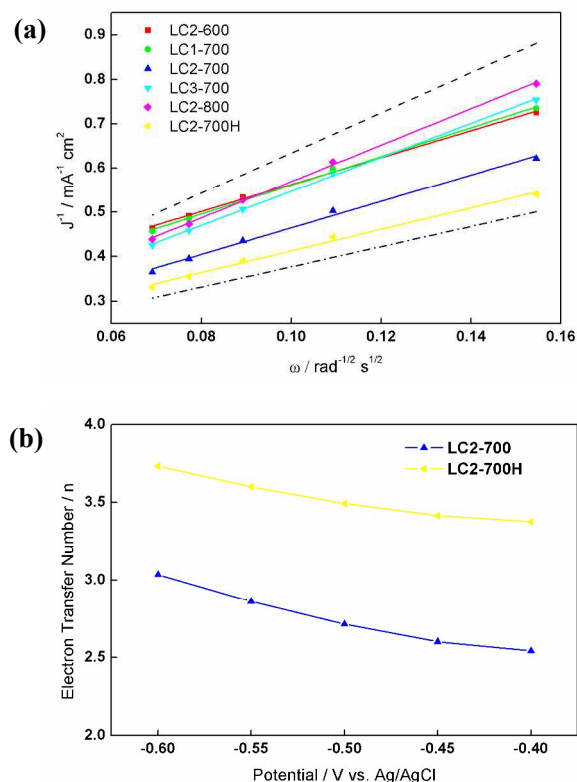 (a)
LC2-600
LC1-700
LC2-700
LC3-700
LC2-800
LC2-700H
0.9
0.8
0.7
0.6
0.5
0.4
0.3
J⁻¹ / mA⁻¹ cm²
0.06 0.08 0.10 0.12 0.14 0.16
ω / rad⁻¹/² s¹/²
(b)
LC2-700
LC2-700H
4.0
3.5
3.0
2.5
2.0
Electron Transfer Number / n
-0.60 -0.55 -0.50 -0.45 -0.40
Potential / V vs. Ag/AgCl